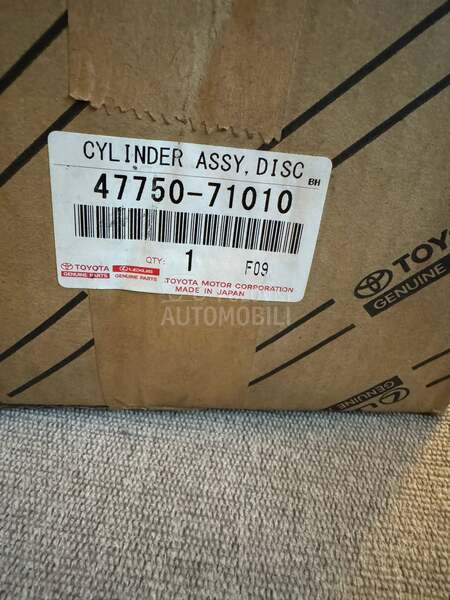 CYLINDER ASSY, DISC
BH
47750-71010
TOYOTA
GENUINE PARTS
LEXUS
GENUINE PARTS
QTY: 1 F09
TOYOTA MOTOR CORPORATION
MADE IN JAPAN
AUTOMOBILI
TOYO
GENUINE
GENUINE